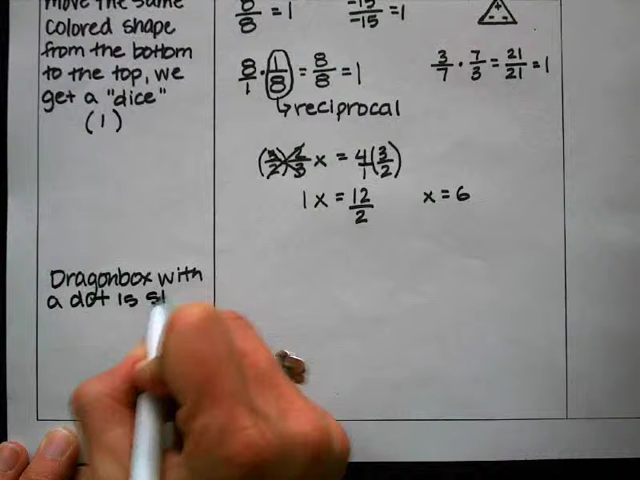 move the same
colored shape
from the bottom
to the top, we
get a "dice"
(1)
8/8 = 1
-15/-15 = 1
8/1 · 1/8 = 8/8 = 1
reciprocal
3/7 · 7/3 = 21/21 = 1
(3/2) 2/3 x = 4/1 (3/2)
1x = 12/2
x = 6
Dragonbox with
a dot is